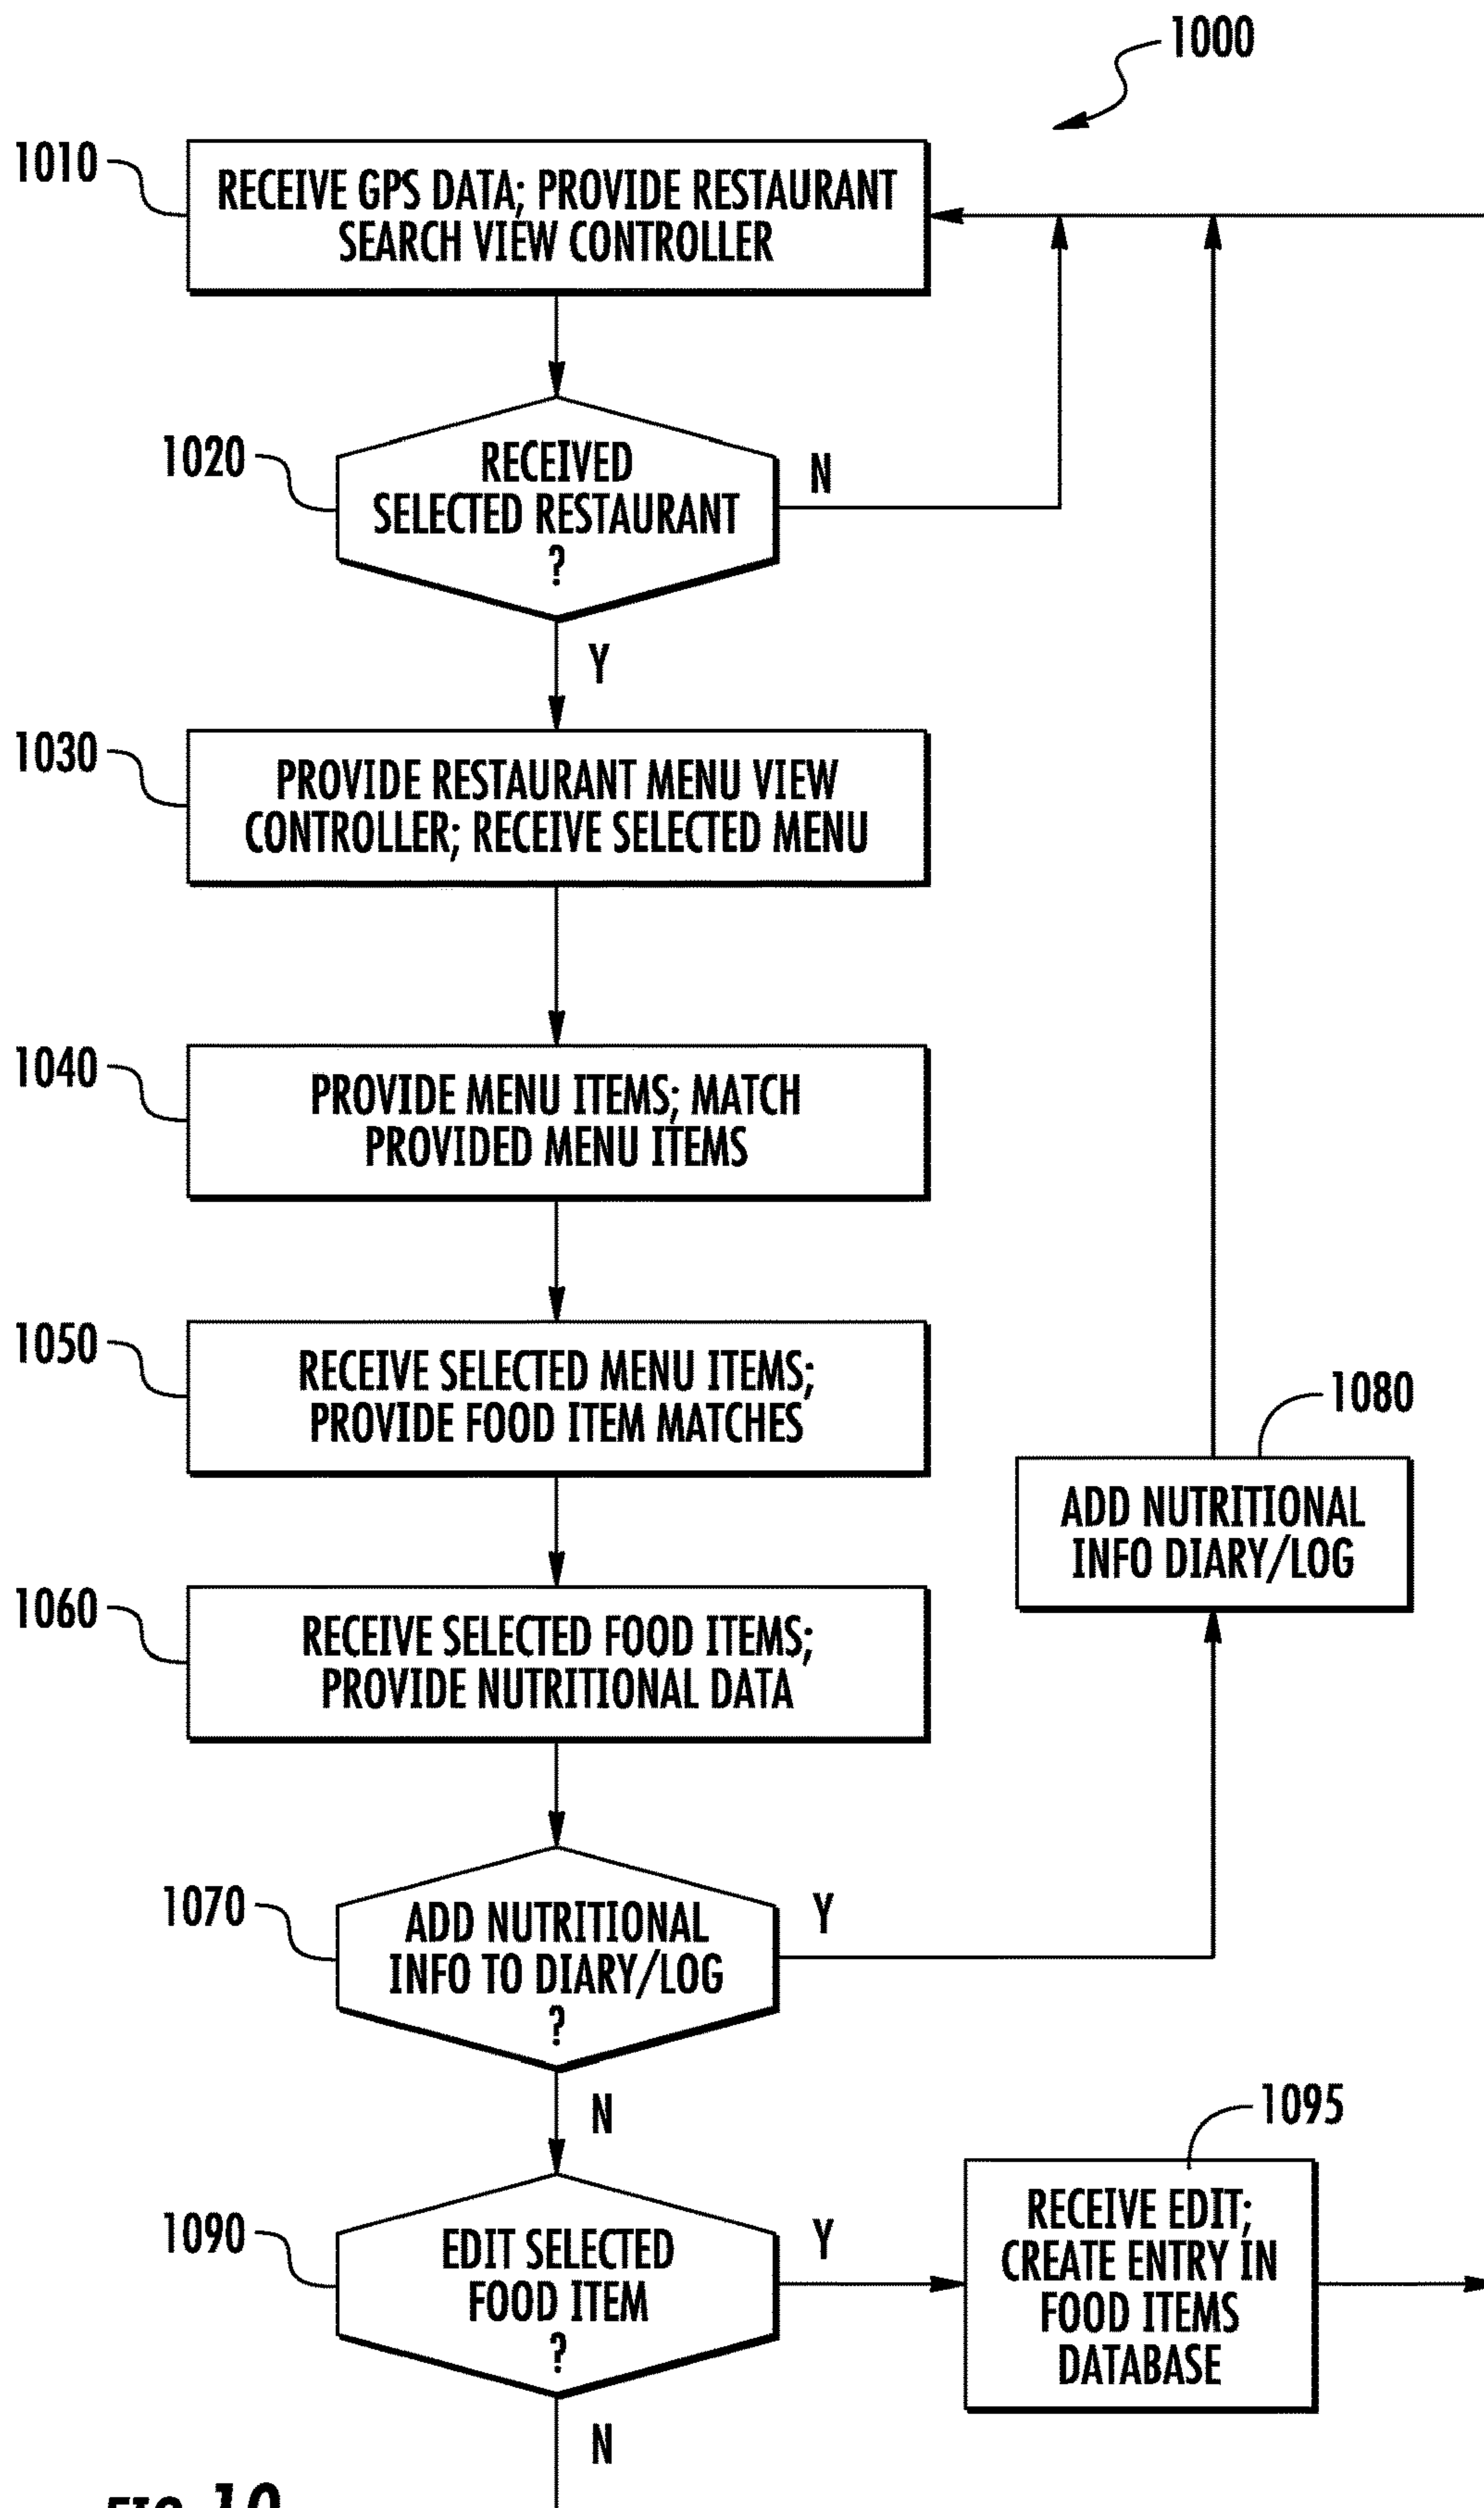 1000
1010
RECEIVE GPS DATA; PROVIDE RESTAURANT
SEARCH VIEW CONTROLLER
1020
RECEIVED
SELECTED RESTAURANT
?
N
Y
1030
PROVIDE RESTAURANT MENU VIEW
CONTROLLER; RECEIVE SELECTED MENU
1040
PROVIDE MENU ITEMS; MATCH
PROVIDED MENU ITEMS
1050
RECEIVE SELECTED MENU ITEMS;
PROVIDE FOOD ITEM MATCHES
1080
ADD NUTRITIONAL
INFO DIARY/LOG
1060
RECEIVE SELECTED FOOD ITEMS;
PROVIDE NUTRITIONAL DATA
1070
ADD NUTRITIONAL
INFO TO DIARY/LOG
?
Y
N
1095
1090
EDIT SELECTED
FOOD ITEM
?
Y
RECEIVE EDIT;
CREATE ENTRY IN
FOOD ITEMS
DATABASE
N